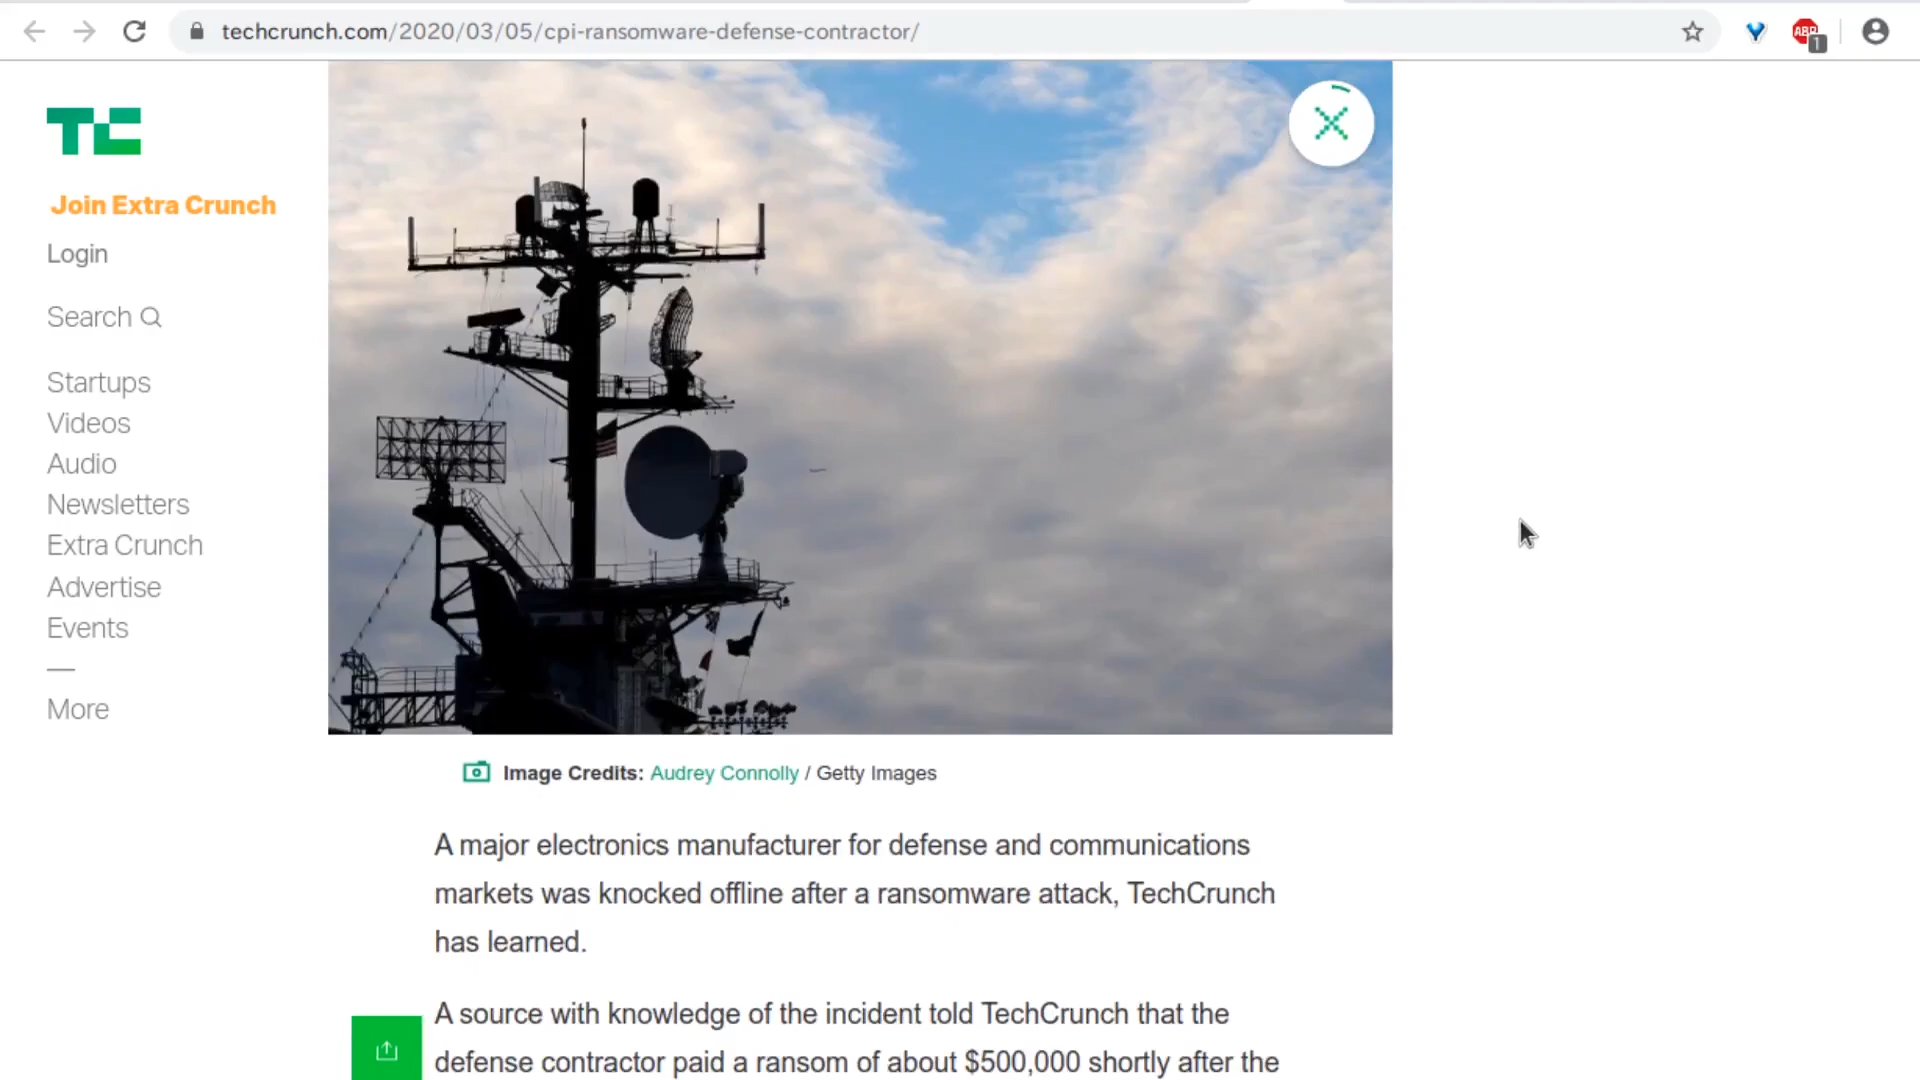 techcrunch.com/2020/03/05/cpi-ransomware-defense-contractor/
ABP
1
TC
Join Extra Crunch
Login
Search
Startups
Videos
Audio
Newsletters
Extra Crunch
Advertise
Events
More
Image Credits: Audrey Connolly / Getty Images
A major electronics manufacturer for defense and communications
markets was knocked offline after a ransomware attack, TechCrunch
has learned.
A source with knowledge of the incident told TechCrunch that the
defense contractor paid a ransom of about $500,000 shortly after the